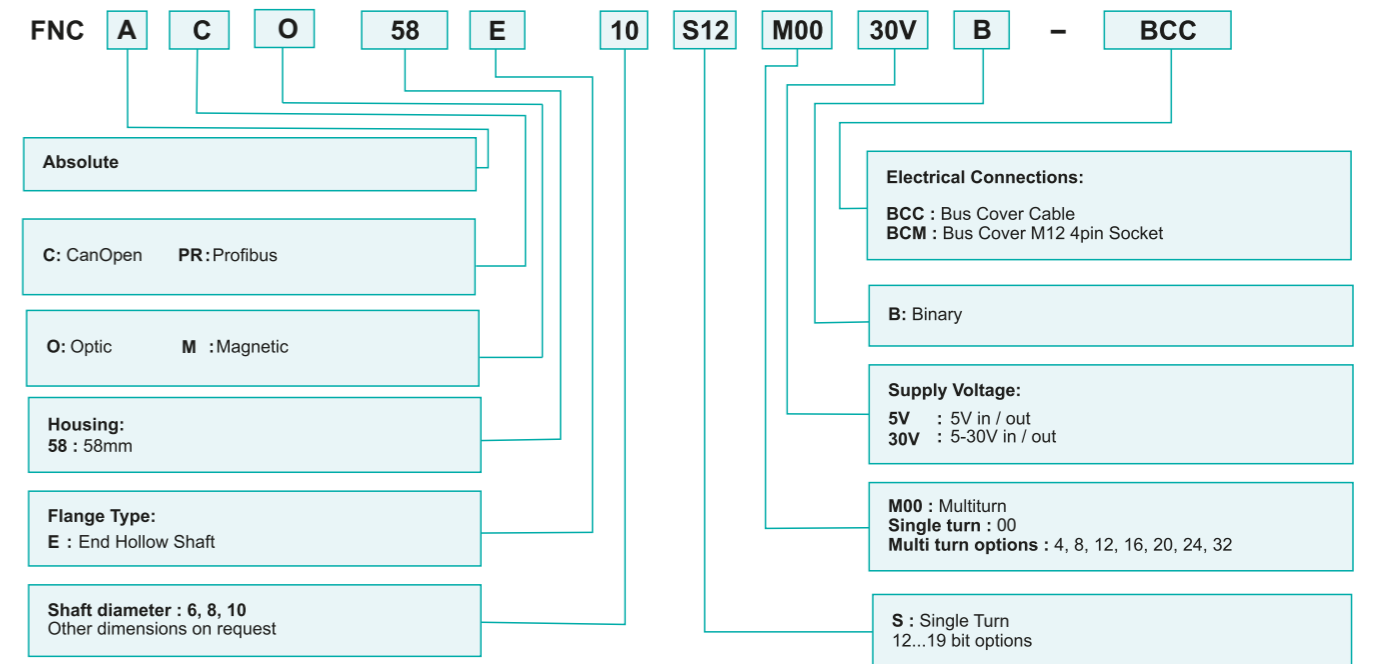 FNC A C O 58 E 10 S12 M00 30V B – BCC
Absolute
C: CanOpen PR: Profibus
O: Optic M : Magnetic
Housing:
58 : 58mm
Flange Type:
E : End Hollow Shaft
Shaft diameter : 6, 8, 10
Other dimensions on request
Electrical Connections:
BCC : Bus Cover Cable
BCM : Bus Cover M12 4pin Socket
B: Binary
Supply Voltage:
5V : 5V in / out
30V : 5-30V in / out
M00 : Multiturn
Single turn : 00
Multi turn options : 4, 8, 12, 16, 20, 24, 32
S : Single Turn
12...19 bit options